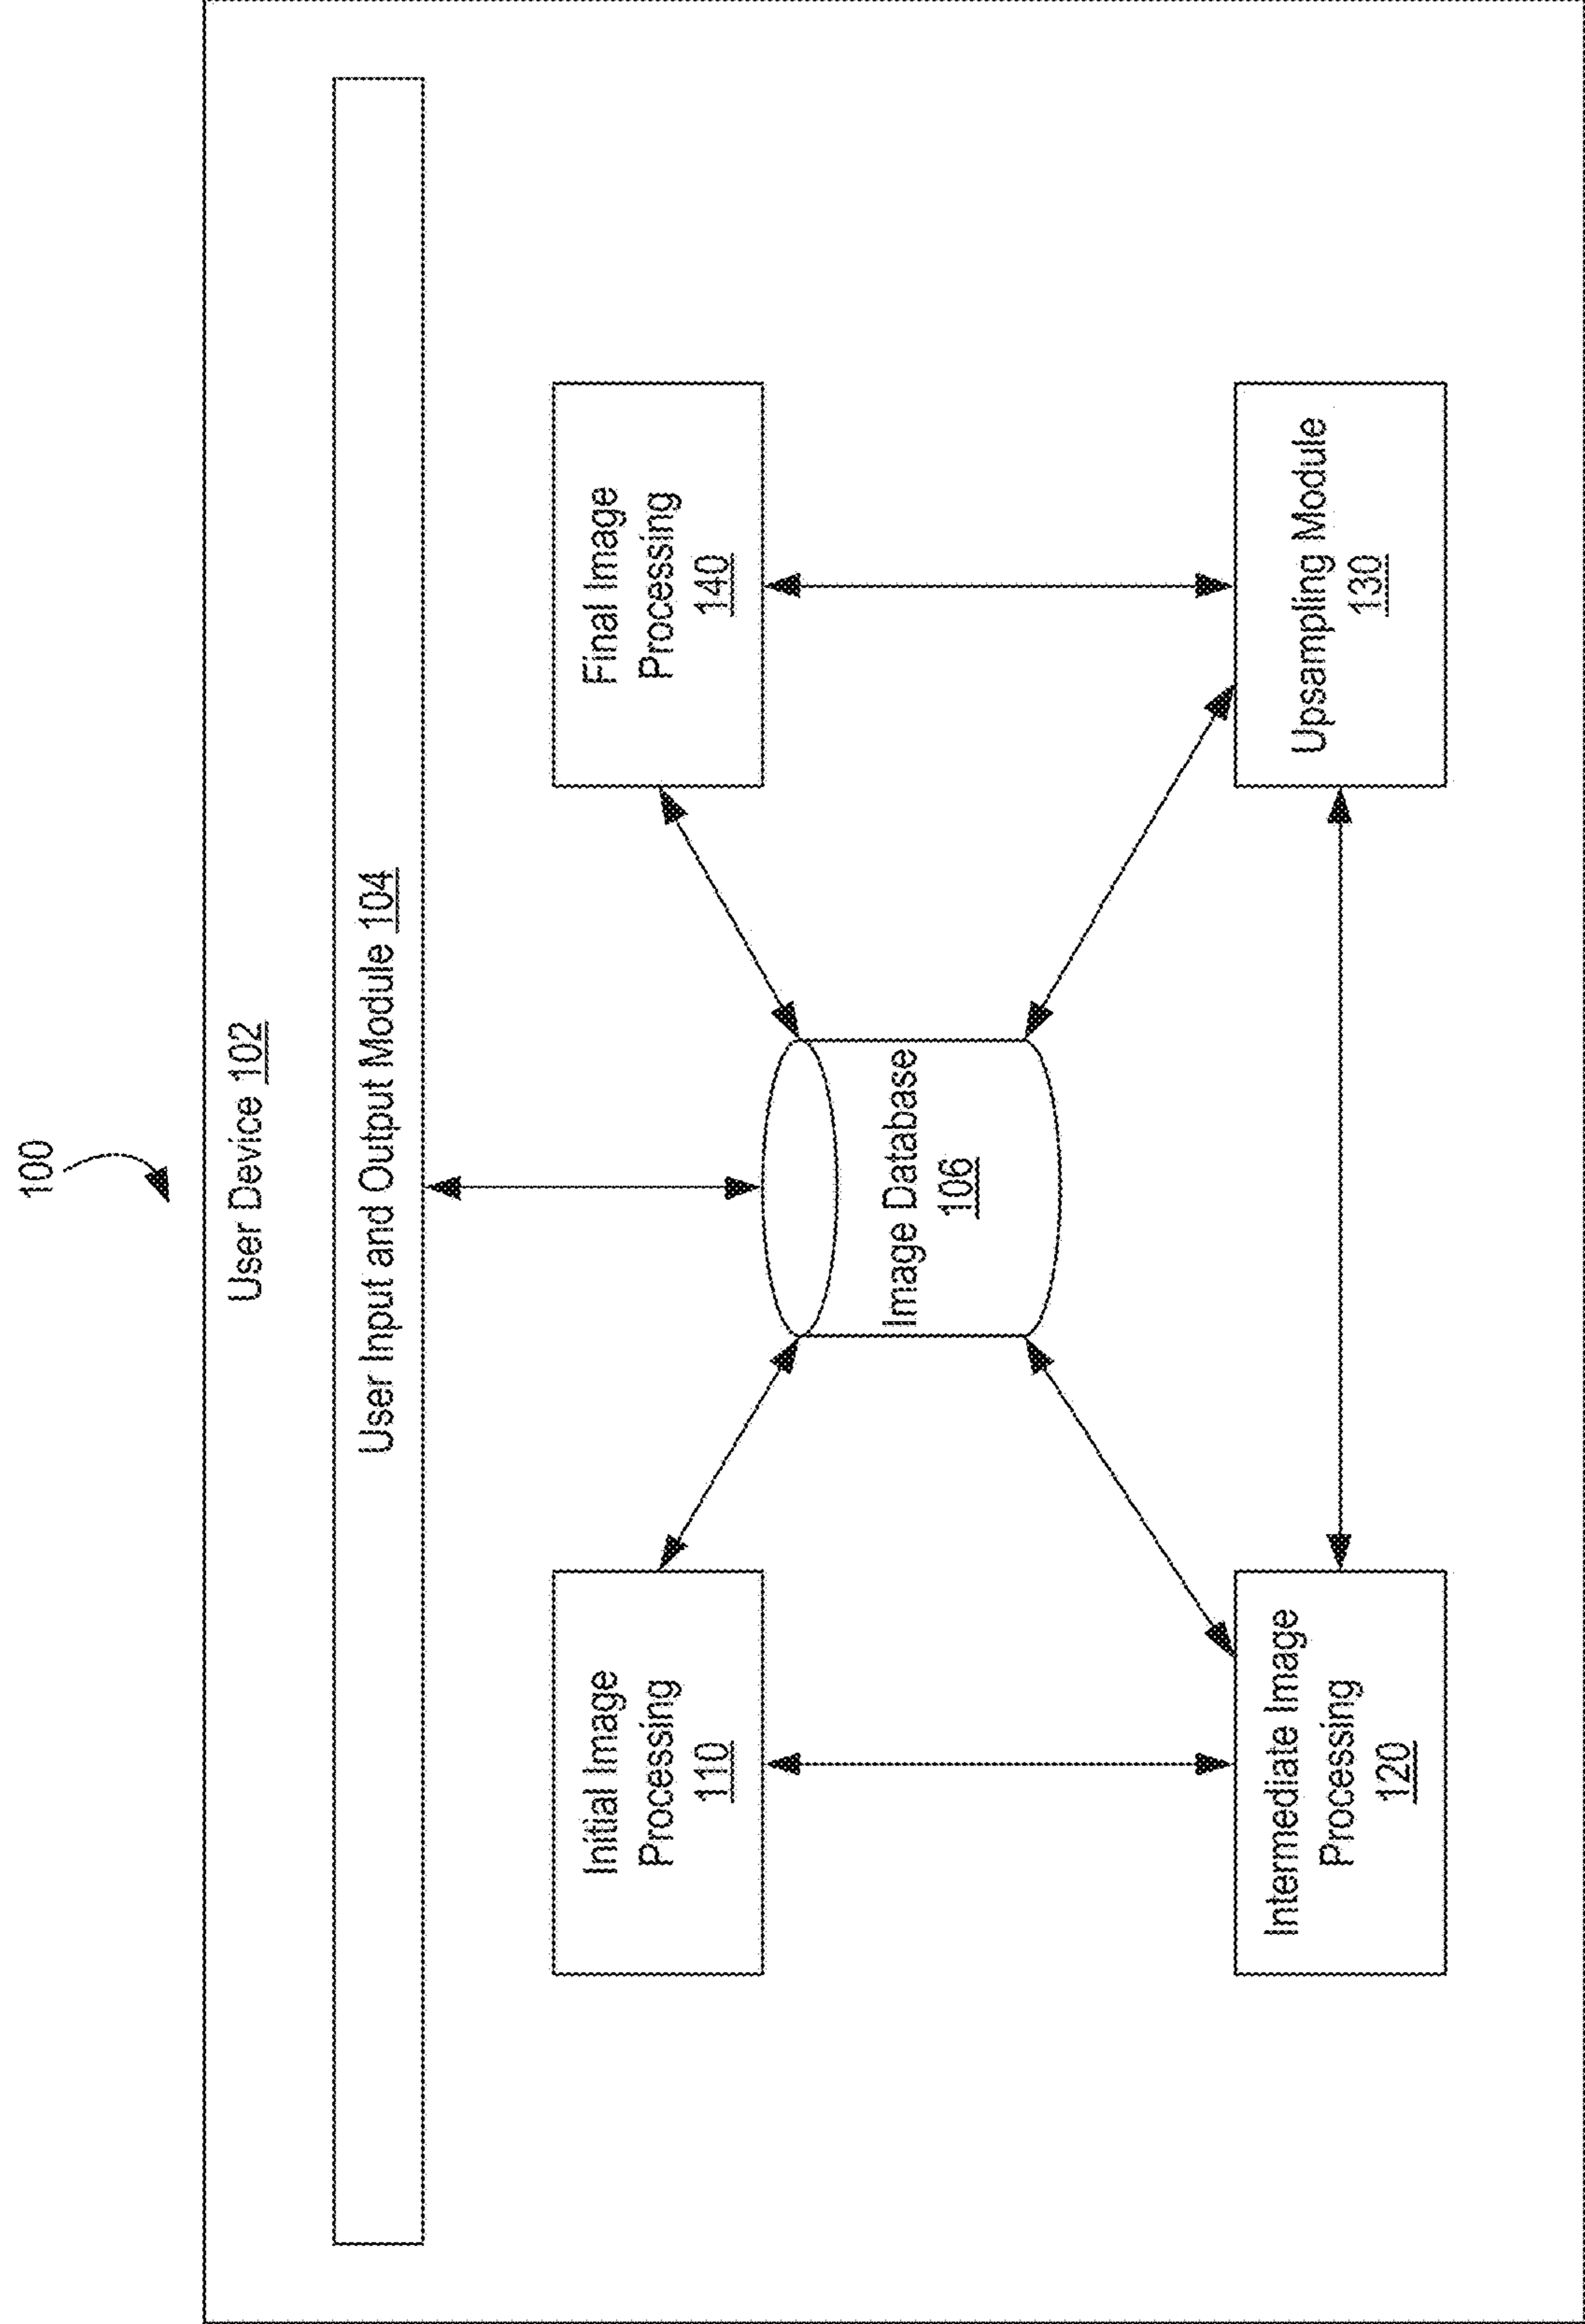 100
User Device 102
User Input and Output Module 104
Initial Image
Processing
110
Final Image
Processing
140
Image Database
106
Intermediate Image
Processing
120
Upsampling Module
130